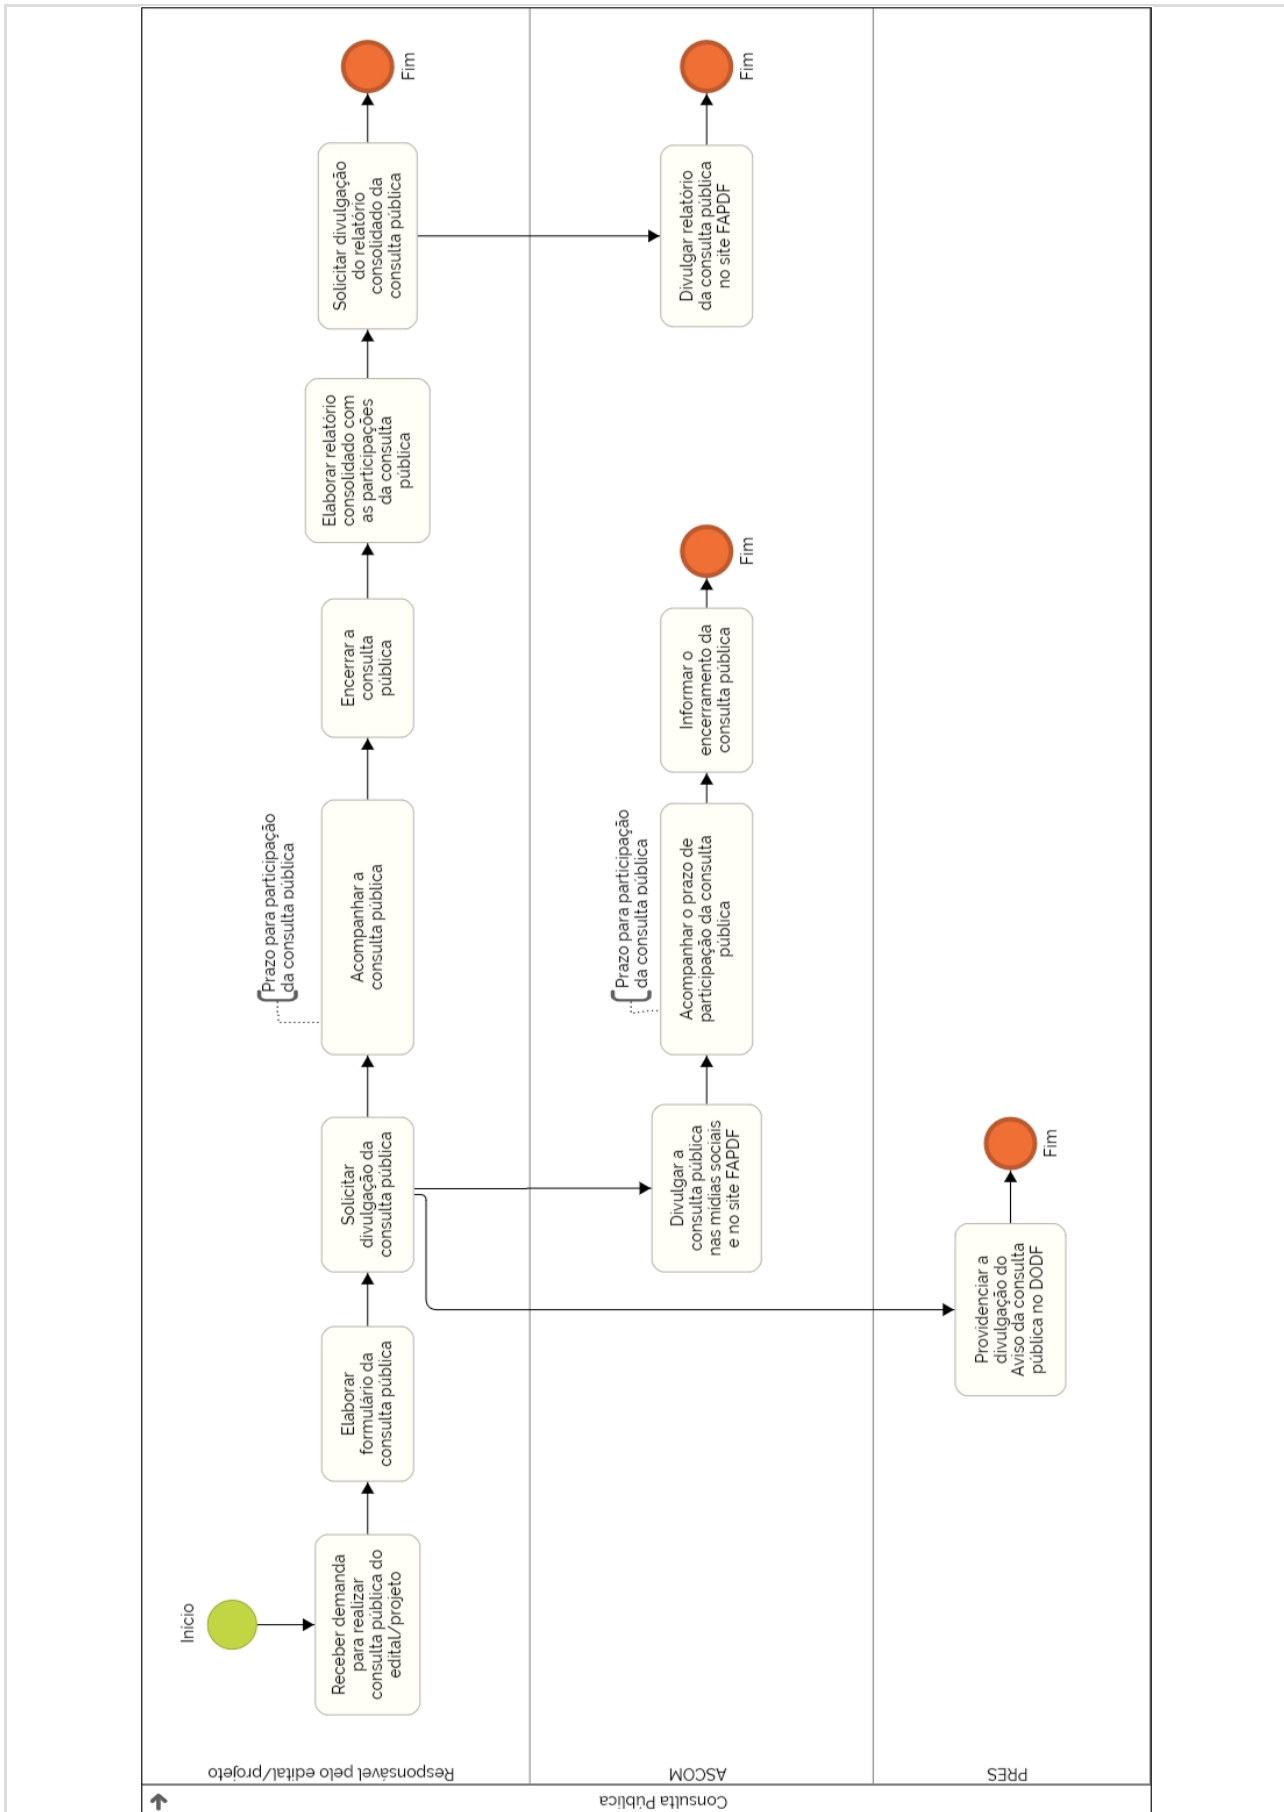 Consulta Pública
Responsável pelo edital/projeto
Início
Receber demanda
para realizar
consulta pública do
edital/projeto
Elaborar
formulário da
consulta pública
Solicitar
divulgação da
consulta pública
Prazo para participação
da consulta pública
Acompanhar a
consulta pública
Encerrar a
consulta
pública
Elaborar relatório
consolidado com
as participações
da consulta
pública
Solicitar divulgação
do relatório
consolidado da
consulta pública
Fim
ASCOM
Divulgar a
consulta pública
nas mídias sociais
e no site FAPDF
Prazo para participação
da consulta pública
Acompanhar o prazo de
participação da consulta
pública
Informar o
encerramento da
consulta pública
Fim
Divulgar relatório
da consulta pública
no site FAPDF
Fim
PRES
Providenciar a
divulgação do
Aviso da consulta
pública no DODF
Fim